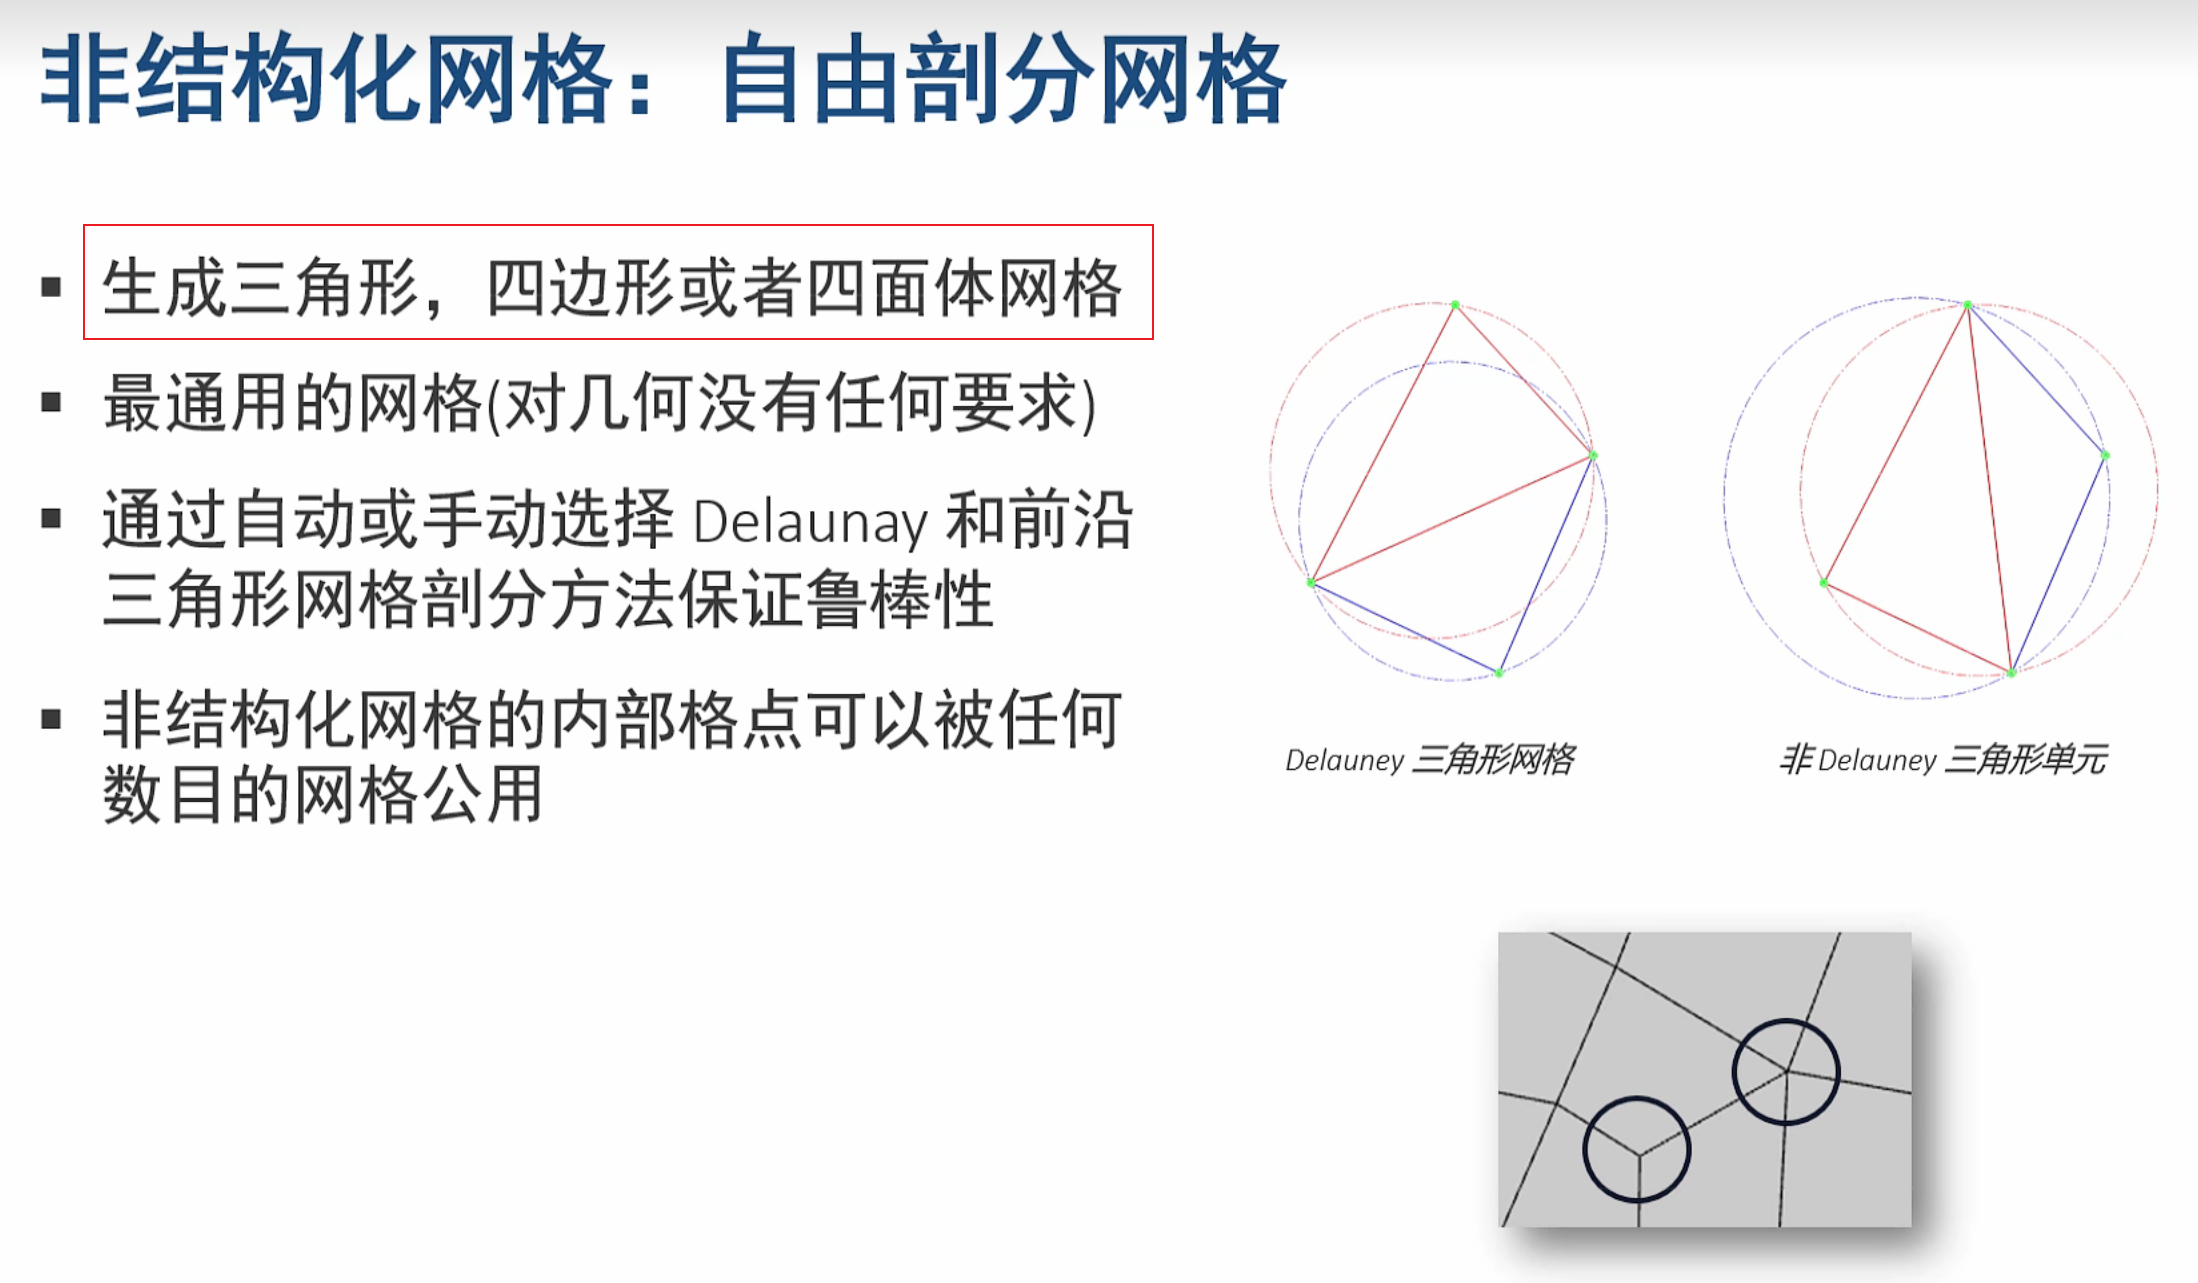 非结构化网格：自由剖分网格
生成三角形，四边形或者四面体网格
最通用的网格(对几何没有任何要求)
通过自动或手动选择 Delaunay 和前沿
三角形网格剖分方法保证鲁棒性
非结构化网格的内部格点可以被任何
数目的网格公用
Delauney 三角形网格
非 Delauney 三角形单元